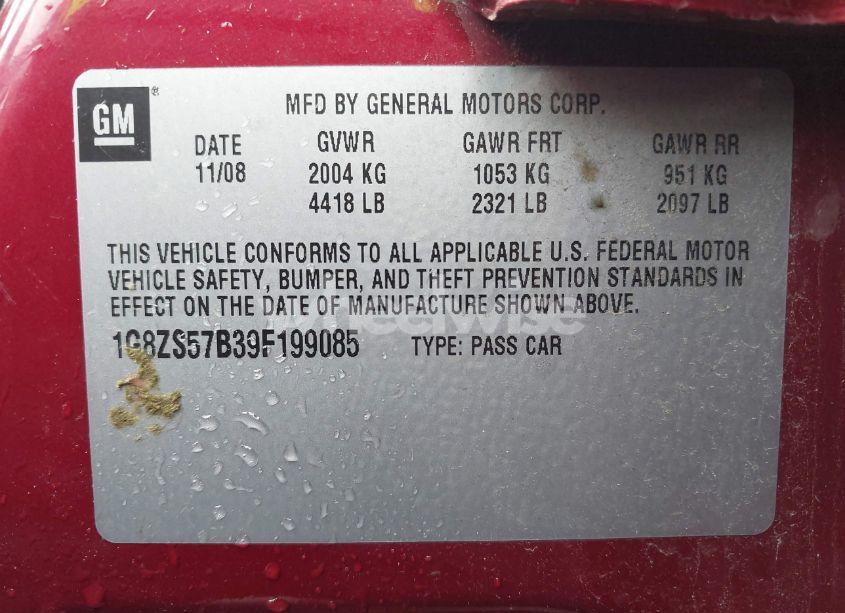 GM®
MFD BY GENERAL MOTORS CORP.
DATE GVWR GAWR FRT GAWR RR
11/08 2004 KG 1053 KG 951 KG
4418 LB 2321 LB 2097 LB
THIS VEHICLE CONFORMS TO ALL APPLICABLE U.S. FEDERAL MOTOR
VEHICLE SAFETY, BUMPER, AND THEFT PREVENTION STANDARDS IN
EFFECT ON THE DATE OF MANUFACTURE SHOWN ABOVE.
wheelwise
1G8ZS57B39F199085 TYPE: PASS CAR